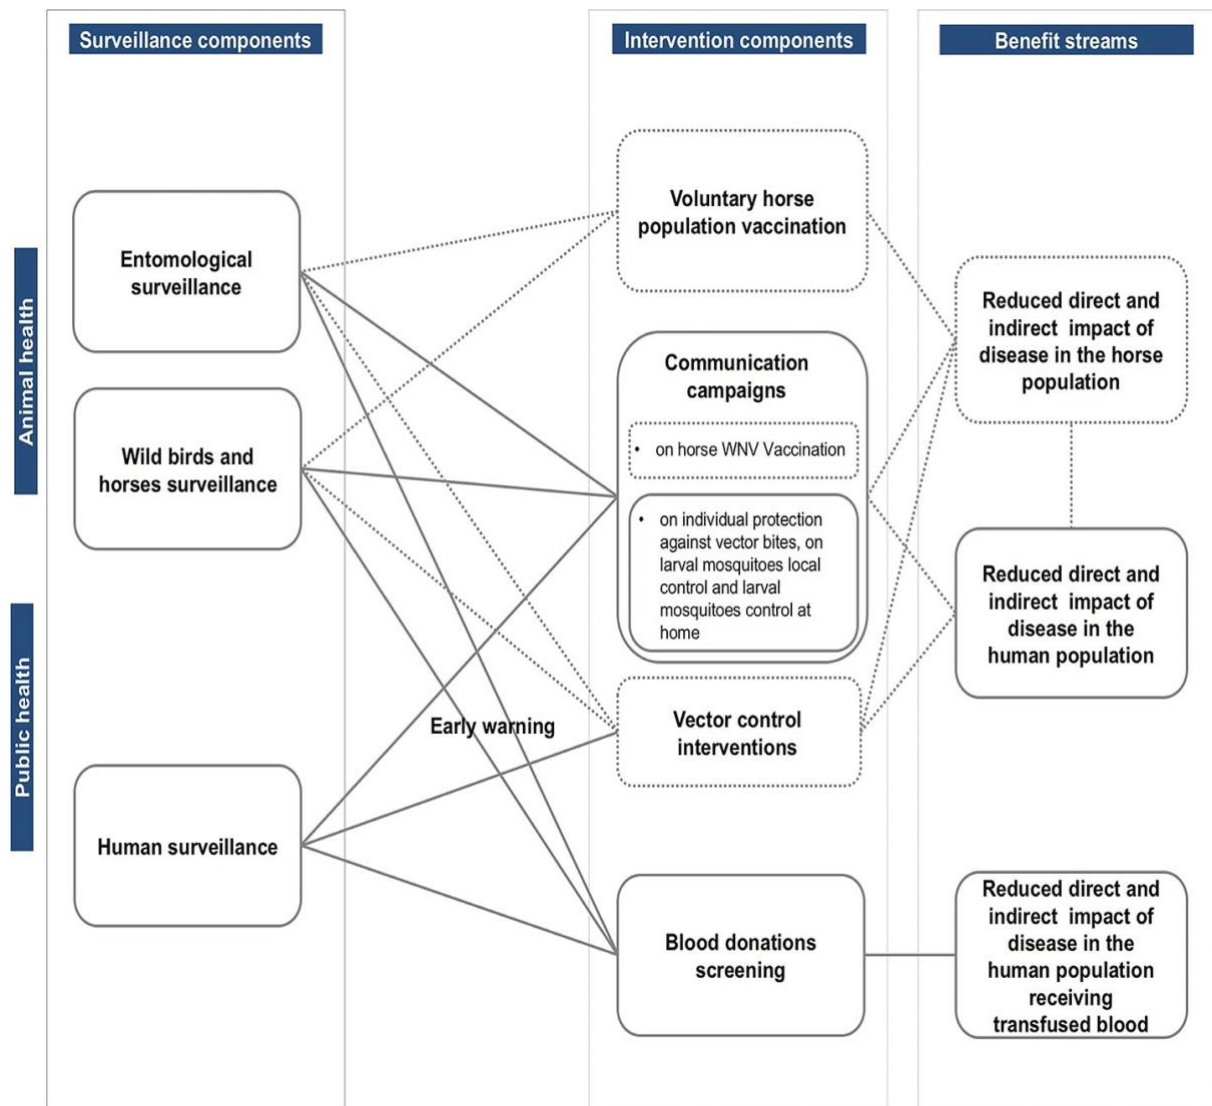 Surveillance components
Intervention components
Benefit streams
Animal health
Public health
Entomological
surveillance
Wild birds and
horses surveillance
Human surveillance
Early warning
Voluntary horse
population vaccination
Communication
campaigns
• on horse WNV Vaccination
• on individual protection
against vector bites, on
larval mosquitoes local
control and larval
mosquitoes control at
home
Vector control
interventions
Blood donations
screening
Reduced direct and
indirect impact of
disease in the horse
population
Reduced direct and
indirect impact of
disease in the
human population
Reduced direct and
indirect impact of
disease in the
human population
receiving
transfused blood